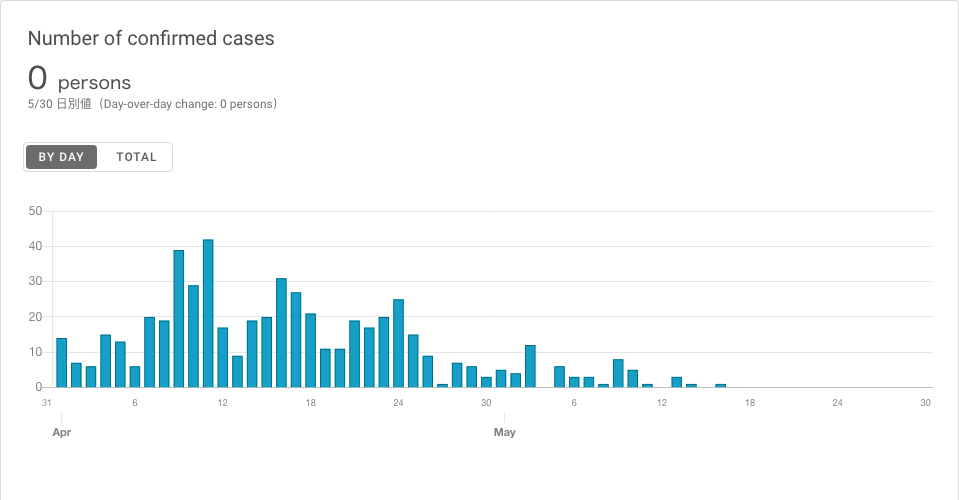 Number of confirmed cases
0 persons
5/30 日別値（Day-over-day change: 0 persons）
BY DAY TOTAL
50
40
30
20
10
0
31 6 12 18 24 30 6 12 18 24 30
Apr May